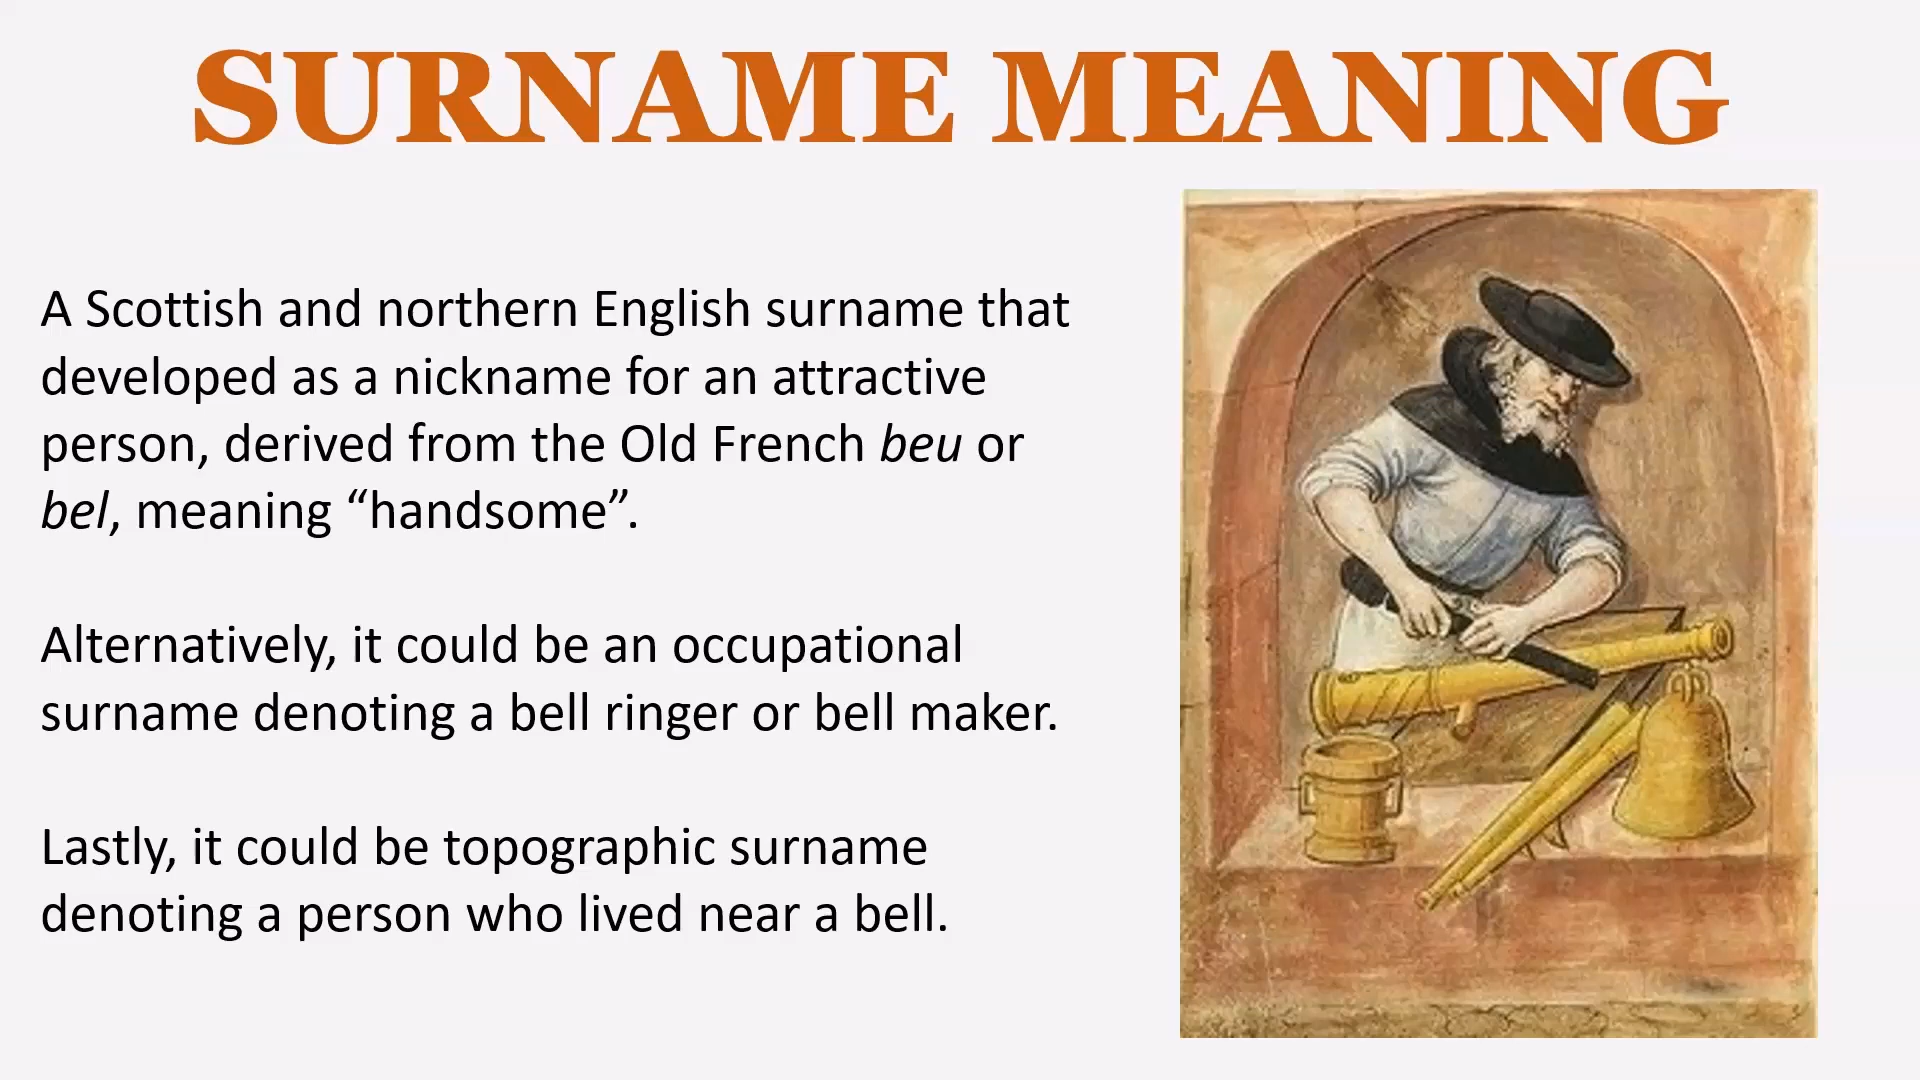 SURNAME MEANING
A Scottish and northern English surname that
developed as a nickname for an attractive
person, derived from the Old French beu or
bel, meaning “handsome”.
Alternatively, it could be an occupational
surname denoting a bell ringer or bell maker.
Lastly, it could be topographic surname
denoting a person who lived near a bell.